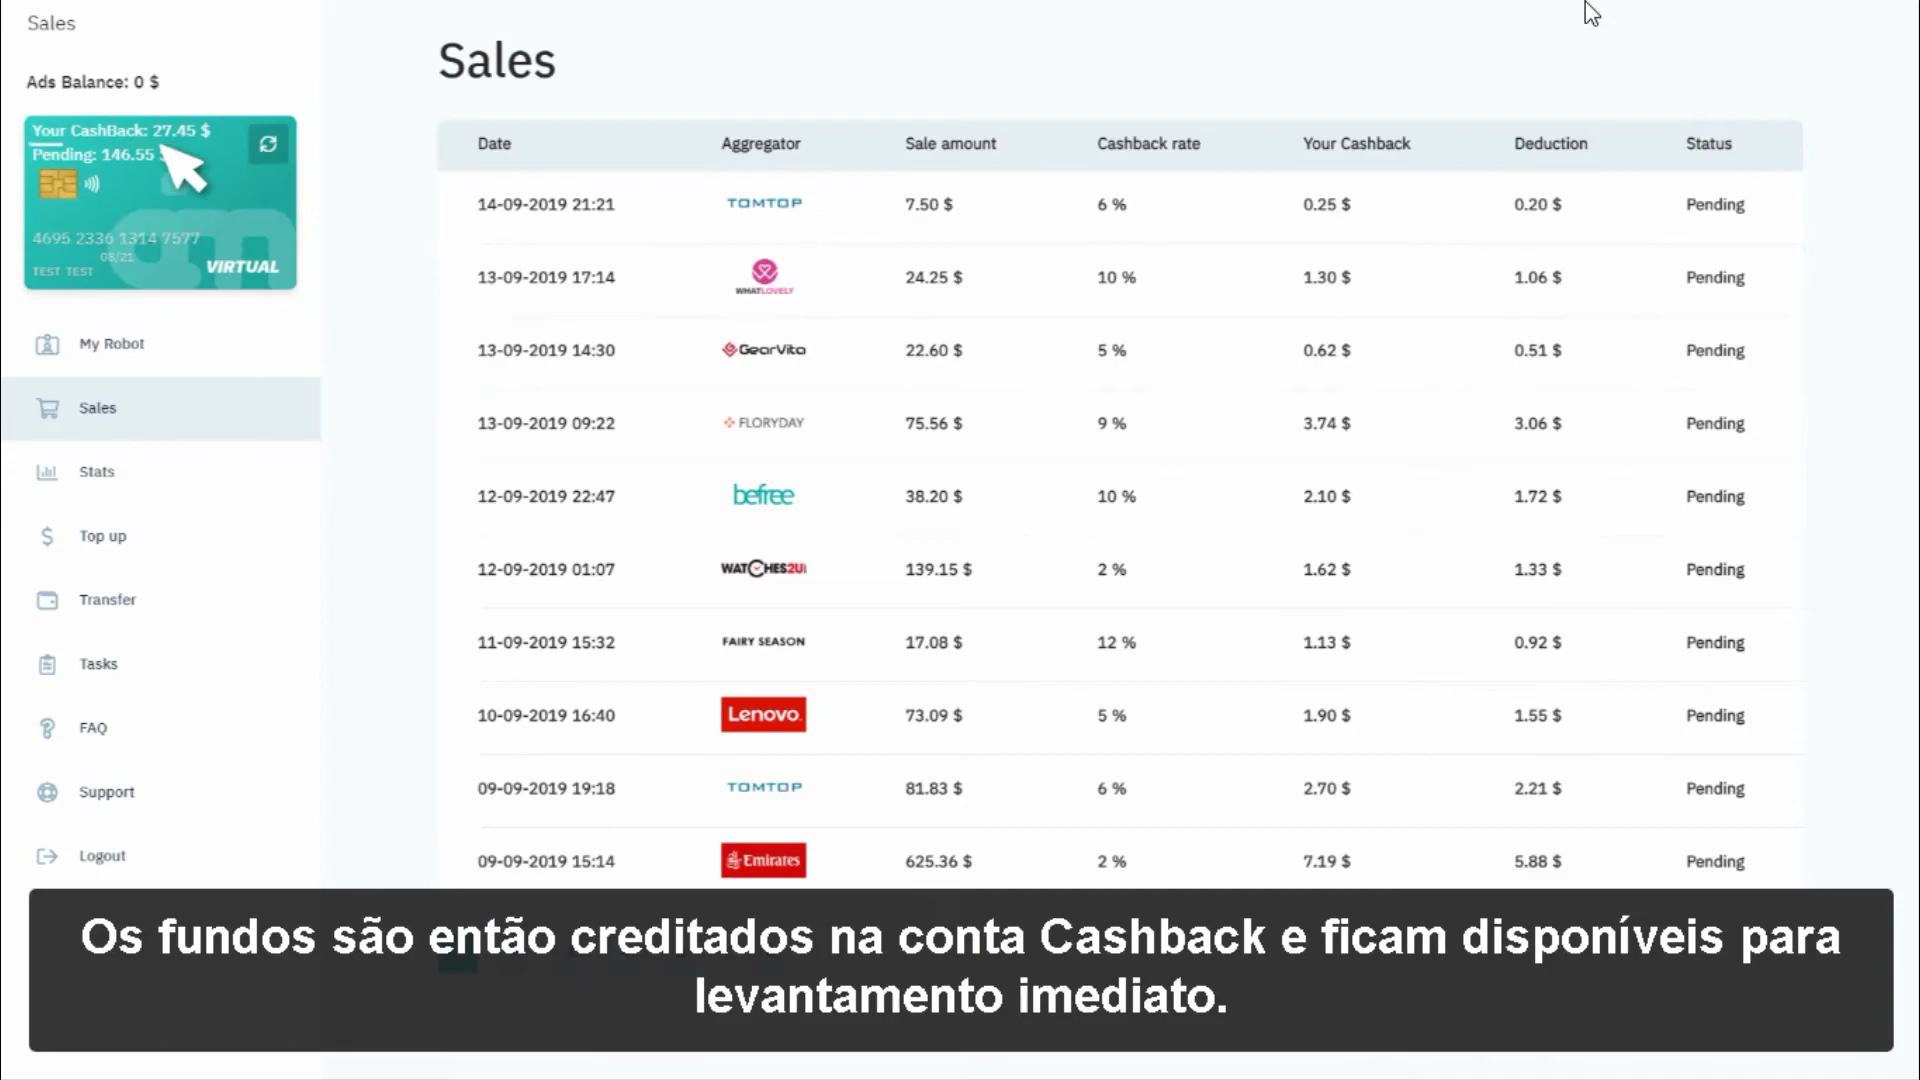 Sales
Ads Balance: 0 $
Your CashBack: 27.45 $
Pending: 146.55
4695 2336 1314 7577
08/21
TEST TEST
VIRTUAL
My Robot
Sales
Stats
Top up
Transfer
Tasks
FAQ
Support
Logout
Sales
Date Aggregator Sale amount Cashback rate Your Cashback Deduction Status
14-09-2019 21:21 TOMTOP 7.50 $ 6 % 0.25 $ 0.20 $ Pending
13-09-2019 17:14 WHATLOVELY 24.25 $ 10 % 1.30 $ 1.06 $ Pending
13-09-2019 14:30 GearVita 22.60 $ 5 % 0.62 $ 0.51 $ Pending
13-09-2019 09:22 FLORYDAY 75.56 $ 9 % 3.74 $ 3.06 $ Pending
12-09-2019 22:47 befree 38.20 $ 10 % 2.10 $ 1.72 $ Pending
12-09-2019 01:07 WATCHES2U 139.15 $ 2 % 1.62 $ 1.33 $ Pending
11-09-2019 15:32 FAIRY SEASON 17.08 $ 12 % 1.13 $ 0.92 $ Pending
10-09-2019 16:40 Lenovo 73.09 $ 5 % 1.90 $ 1.55 $ Pending
09-09-2019 19:18 TOMTOP 81.83 $ 6 % 2.70 $ 2.21 $ Pending
09-09-2019 15:14 Emirates 625.36 $ 2 % 7.19 $ 5.88 $ Pending
Os fundos são então creditados na conta Cashback e ficam disponíveis para
levantamento imediato.